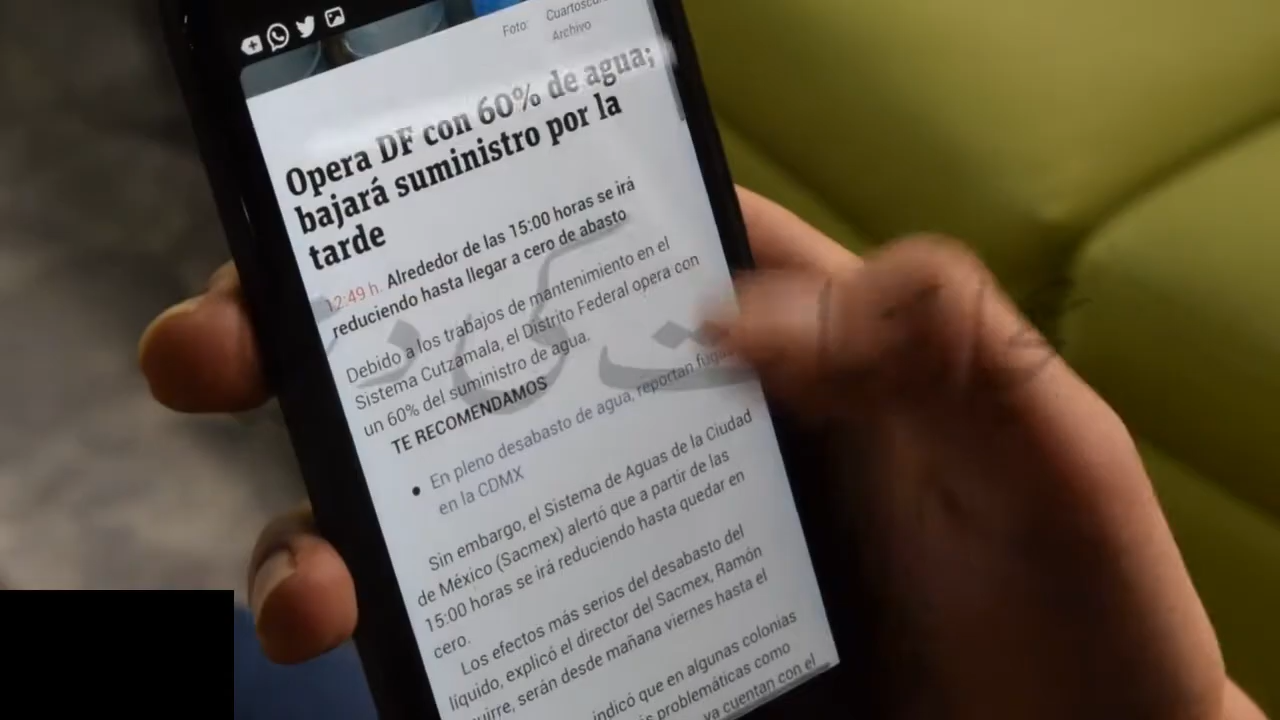 Foto: Cuartoscuro
Archivo
Opera DF con 60% de agua;
bajará suministro por la
tarde
12:49 h. Alrededor de las 15:00 horas se irá
reduciendo hasta llegar a cero de abasto
Debido a los trabajos de mantenimiento en el
Sistema Cutzamala, el Distrito Federal opera con
un 60% del suministro de agua.
TE RECOMENDAMOS
• En pleno desabasto de agua, reportan fugas
en la CDMX
Sin embargo, el Sistema de Aguas de la Ciudad
de México (Sacmex) alertó que a partir de las
15:00 horas se irá reduciendo hasta quedar en
cero.
Los efectos más serios del desabasto del
líquido, explicó el director del Sacmex, Ramón
uirre, serán desde mañana viernes hasta el
indicó que en algunas colonias
problemáticas como
ya cuentan con el